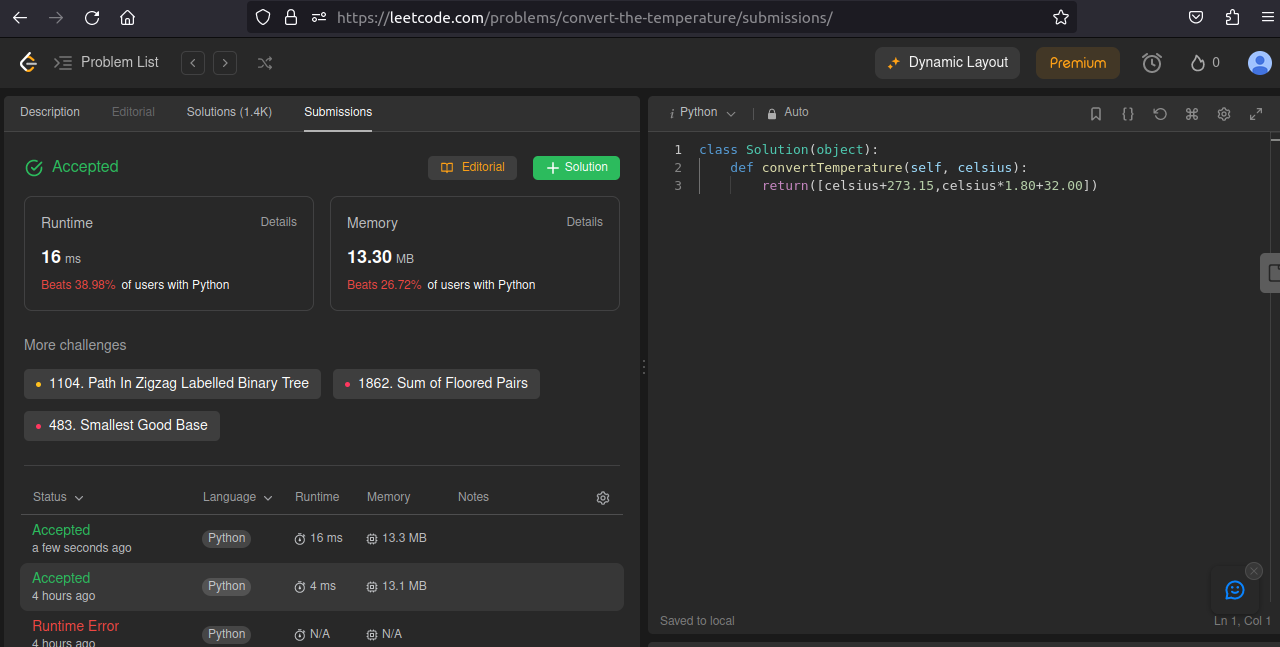 https://leetcode.com/problems/convert-the-temperature/submissions/
Problem List
Dynamic Layout
Premium
0
Description Editorial Solutions (1.4K) Submissions
Accepted
Editorial
Solution
Runtime Details
16 ms
Beats 38.98% of users with Python
Memory Details
13.30 MB
Beats 26.72% of users with Python
More challenges
1104. Path In Zigzag Labelled Binary Tree
1862. Sum of Floored Pairs
483. Smallest Good Base
Status Language Runtime Memory Notes
Accepted
a few seconds ago
Python 16 ms 13.3 MB
Accepted
4 hours ago
Python 4 ms 13.1 MB
Runtime Error
4 hours ago
Python N/A N/A
i Python Auto
1 class Solution(object):
2 def convertTemperature(self, celsius):
3 return([celsius+273.15,celsius*1.80+32.00])
Saved to local
Ln 1, Col 1